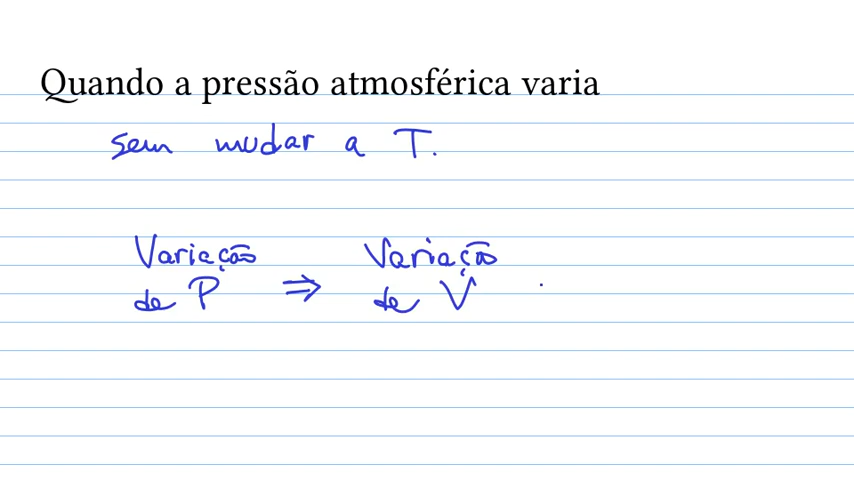 Quando a pressão atmosférica varia
sem mudar a T.
Variação Variação
de P ⇒ de V